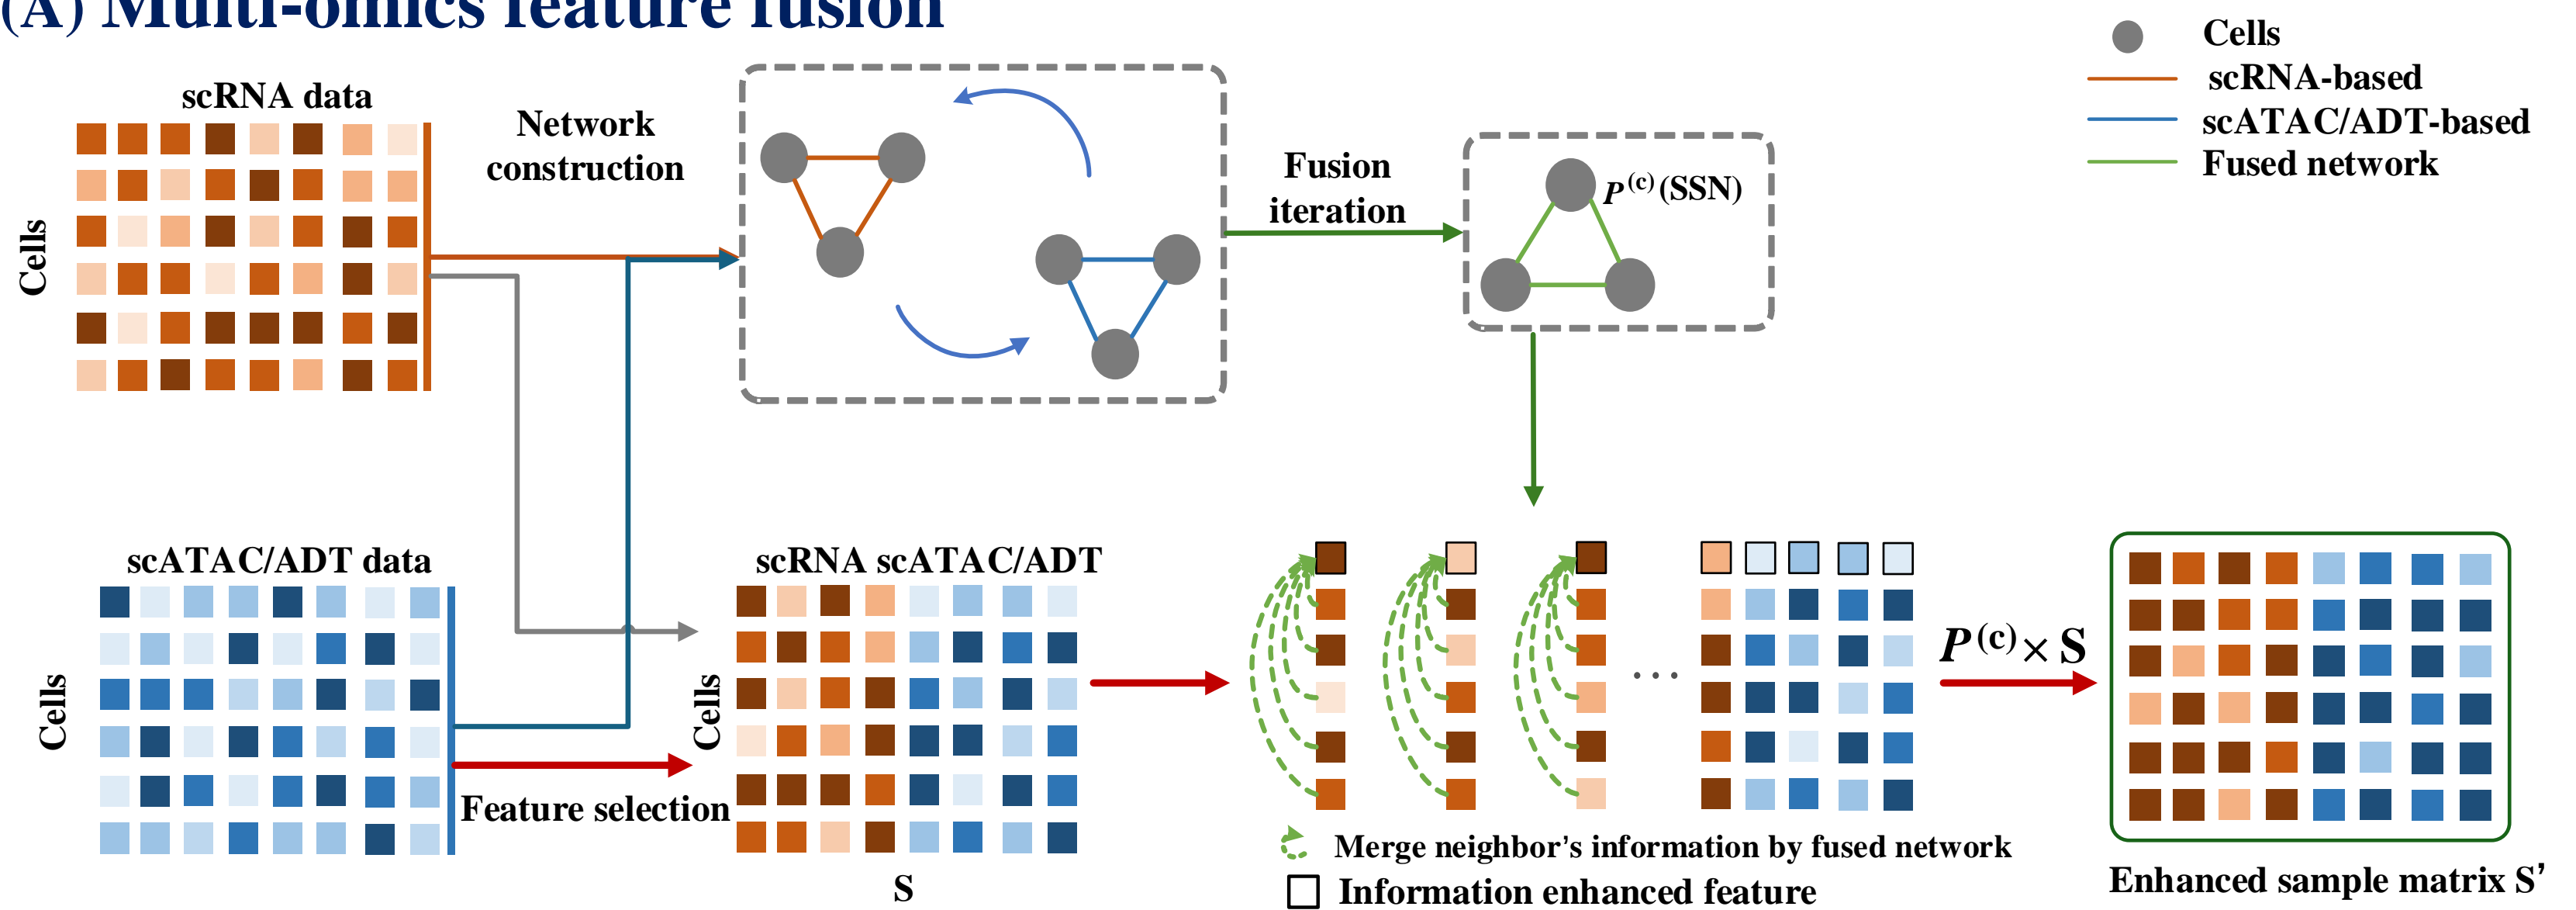 (A) Multi-omics feature fusion
Cells
scRNA-based
scATAC/ADT-based
Fused network
scRNA data
Cells
Network
construction
Fusion
iteration
P(c)(SSN)
scATAC/ADT data
Cells
Feature selection
scRNA scATAC/ADT
Cells
S
...
P(c)×S
Merge neighbor's information by fused network
Information enhanced feature
Enhanced sample matrix S’